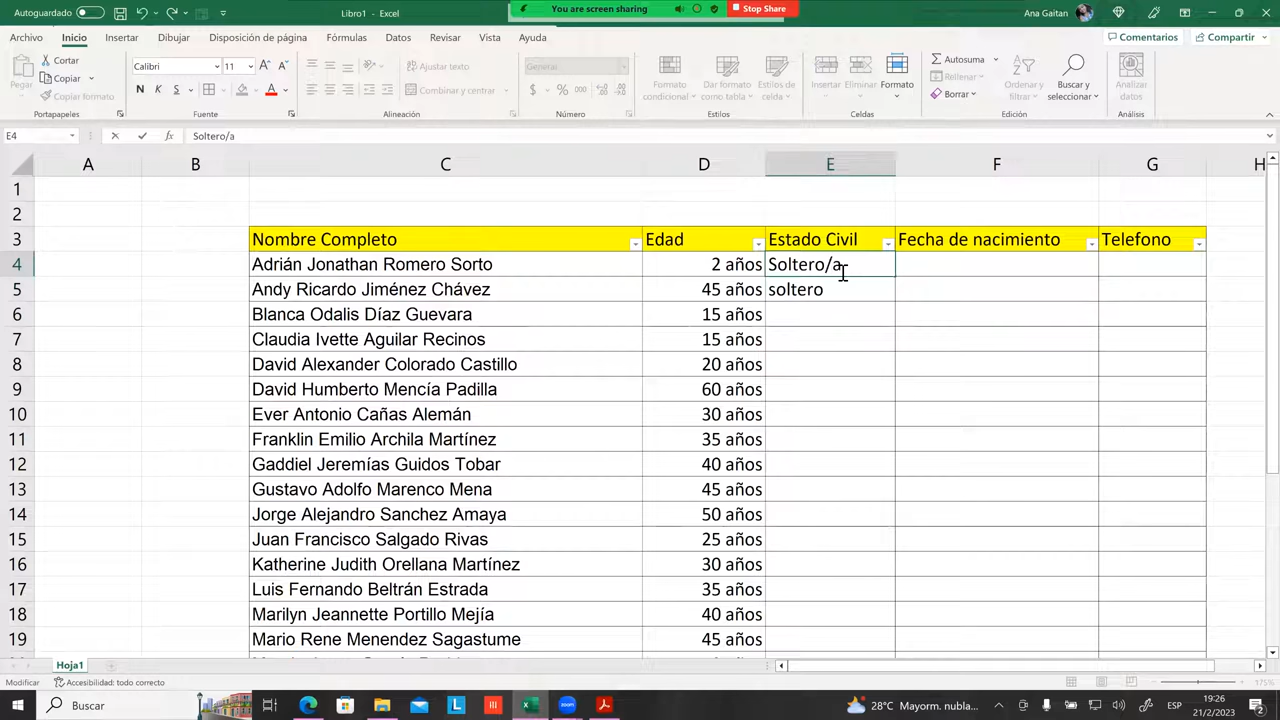 Autoguardado
Libro1 - Excel
You are screen sharing
Stop Share
Ana Gaitan
Archivo Inicio Insertar Dibujar Disposición de página Fórmulas Datos Revisar Vista Ayuda
Comentarios Compartir
Pegar
Cortar
Copiar
Copiar formato
Portapapeles
Calibri 11
N K S
Fuente
Ajustar texto
Combinar y centrar
Alineación
General
$ % 000
Número
Formato condicional
Dar formato como tabla
Estilos de celda
Estilos
Insertar Eliminar Formato
Celdas
Autosuma
Rellenar
Borrar
Ordenar y filtrar
Buscar y seleccionar
Edición
Analizar datos
Análisis
E4 fx Soltero/a
A B C D E F G H
1
2
3 Nombre Completo Edad Estado Civil Fecha de nacimiento Telefono
4 Adrián Jonathan Romero Sorto 2 años Soltero/a
5 Andy Ricardo Jiménez Chávez 45 años soltero
6 Blanca Odalis Díaz Guevara 15 años
7 Claudia Ivette Aguilar Recinos 15 años
8 David Alexander Colorado Castillo 20 años
9 David Humberto Mencía Padilla 60 años
10 Ever Antonio Cañas Alemán 30 años
11 Franklin Emilio Archila Martínez 35 años
12 Gaddiel Jeremías Guidos Tobar 40 años
13 Gustavo Adolfo Marenco Mena 45 años
14 Jorge Alejandro Sanchez Amaya 50 años
15 Juan Francisco Salgado Rivas 25 años
16 Katherine Judith Orellana Martínez 30 años
17 Luis Fernando Beltrán Estrada 35 años
18 Marilyn Jeannette Portillo Mejía 40 años
19 Mario Rene Menendez Sagastume 45 años
Hoja1
Modificar Accesibilidad: todo correcto 175%
Buscar
28°C Mayorm. nubla...
ESP
19:26
21/2/2023